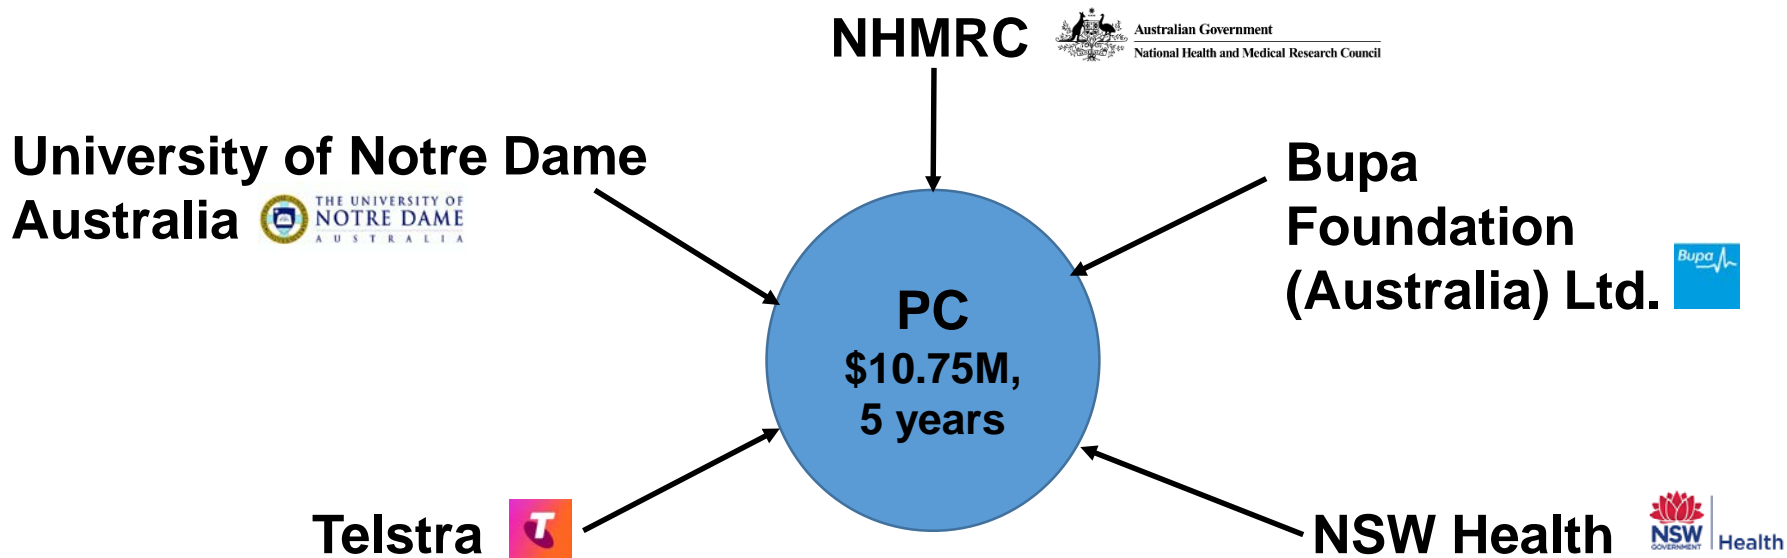 NHMRC
Australian Government
National Health and Medical Research Council
University of Notre Dame
Australia
THE UNIVERSITY OF
NOTRE DAME
AUSTRALIA
Bupa
Foundation
(Australia) Ltd.
Bupa
PC
$10.75M,
5 years
Telstra
T
NSW Health
NSW
GOVERNMENT
Health